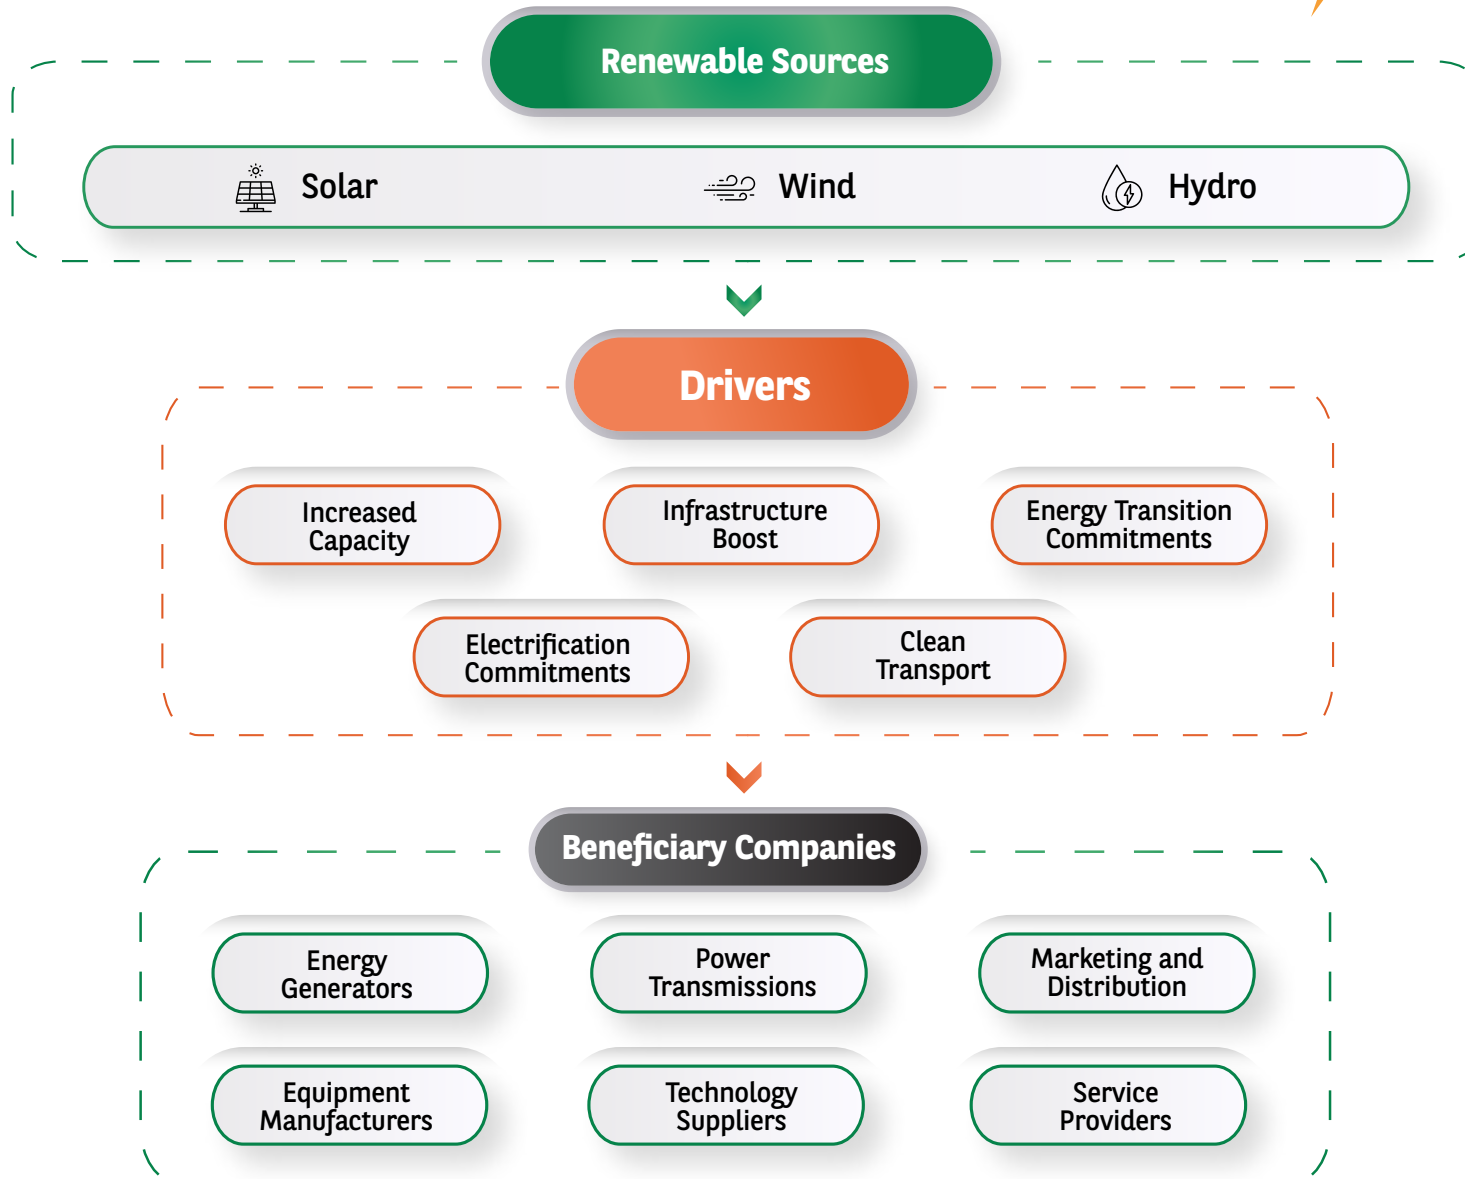 Renewable Sources
Solar
Wind
Hydro
Drivers
Increased
Capacity
Infrastructure
Boost
Energy Transition
Commitments
Electrification
Commitments
Clean
Transport
Beneficiary Companies
Energy
Generators
Power
Transmissions
Marketing and
Distribution
Equipment
Manufacturers
Technology
Suppliers
Service
Providers